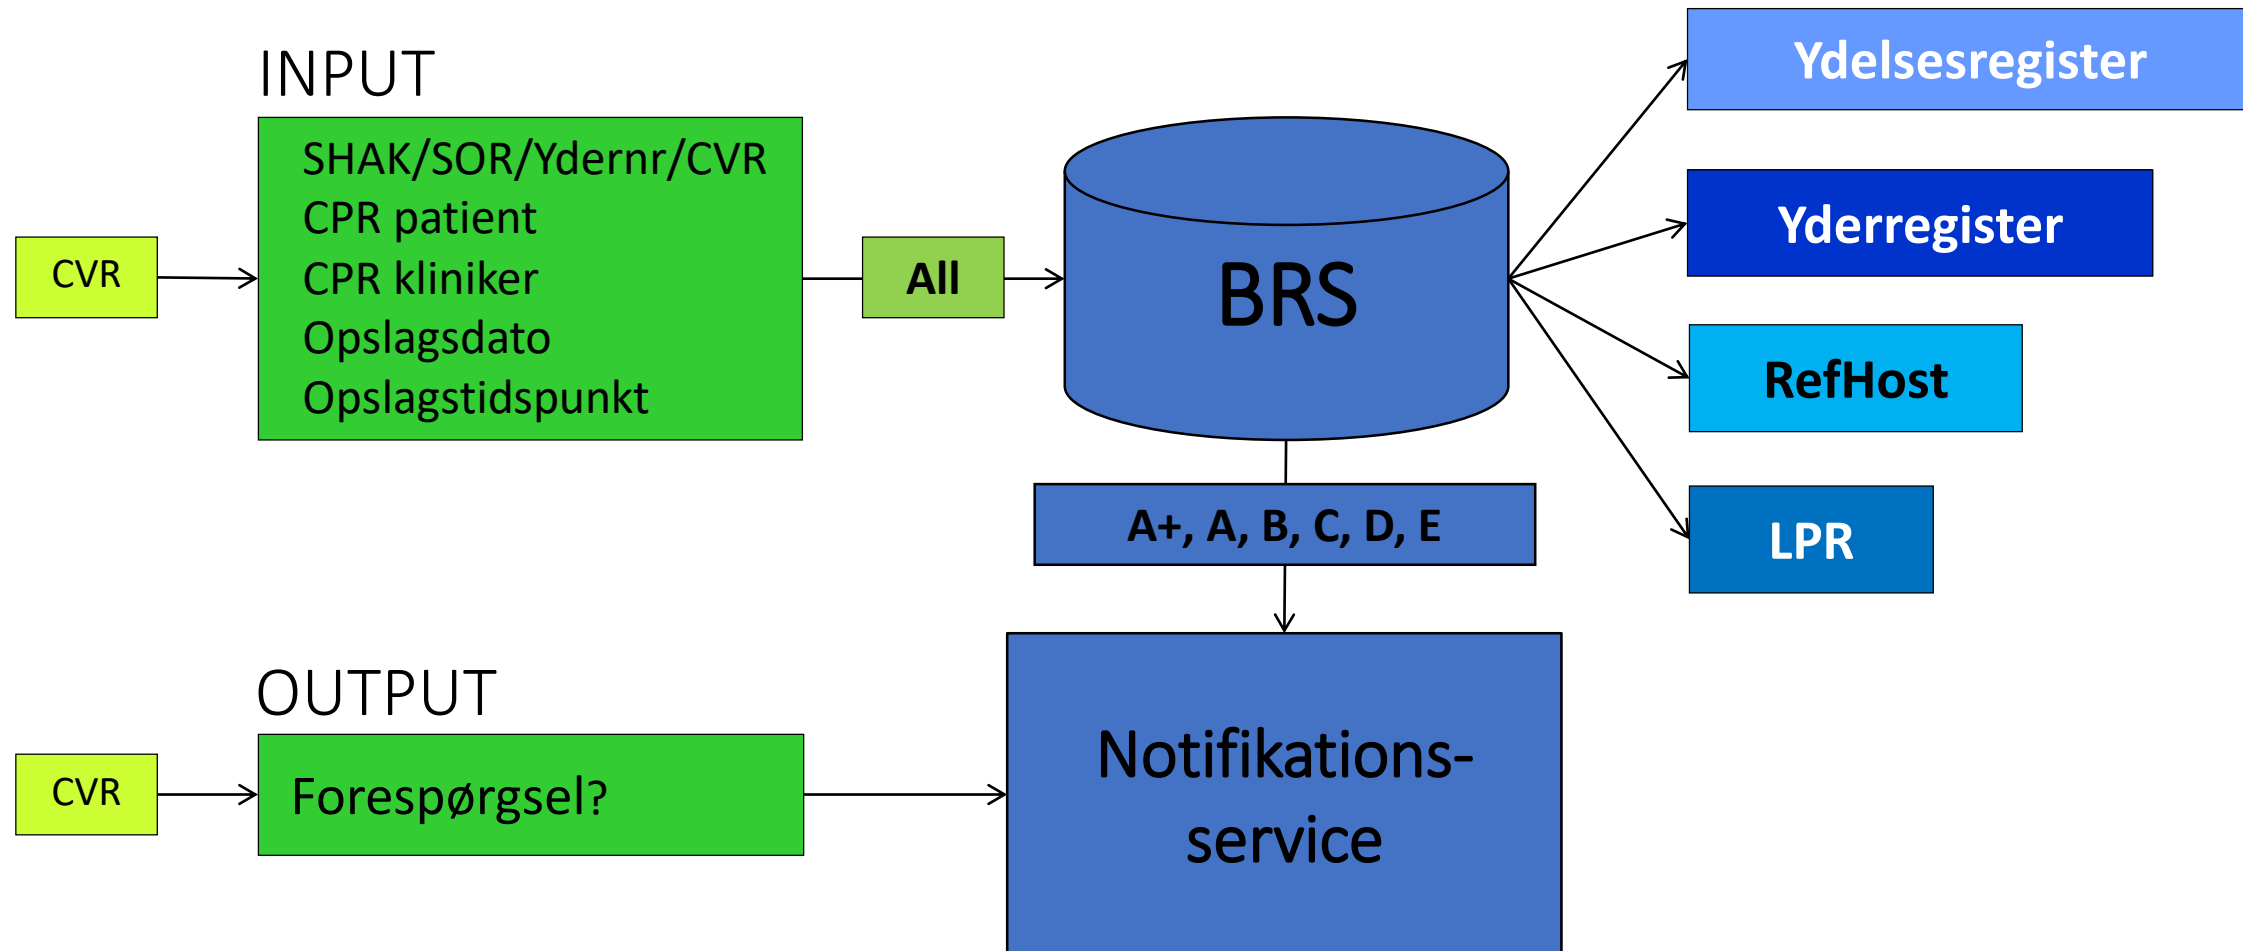 INPUT
CVR
SHAK/SOR/Ydernr/CVR
CPR patient
CPR kliniker
Opslagsdato
Opslagstidspunkt
All
BRS
Ydelsesregister
Yderregister
RefHost
LPR
A+, A, B, C, D, E
OUTPUT
CVR
Forespørgsel?
Notifikations-
service